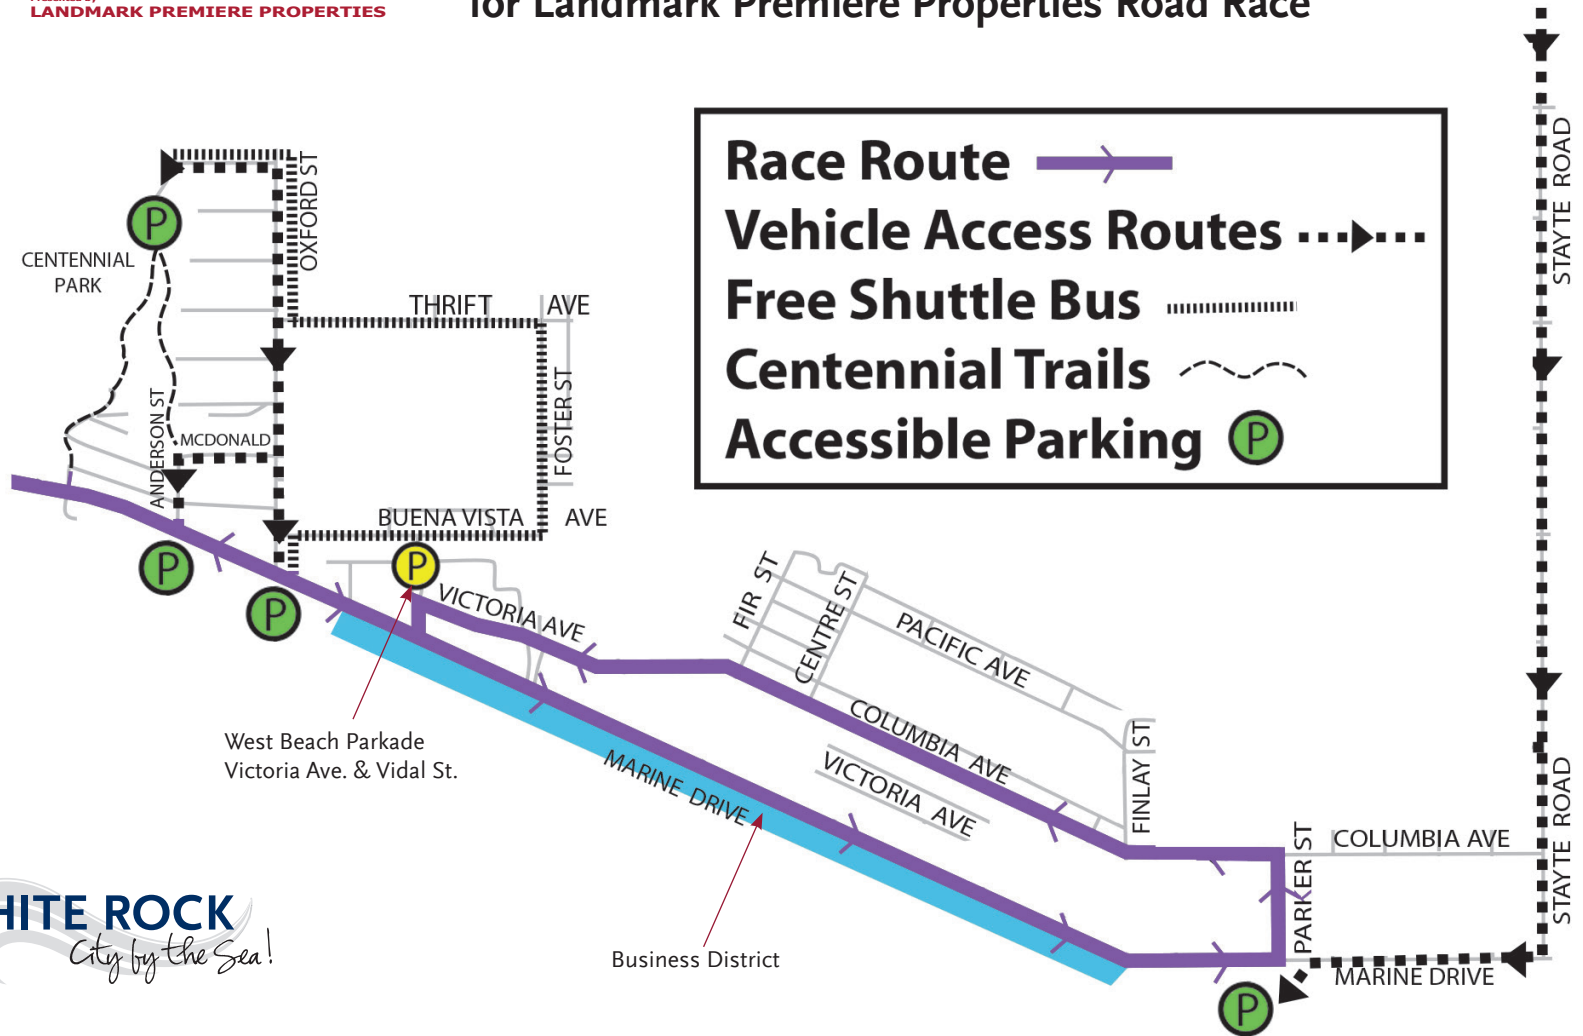 LANDMARK PREMIERE PROPERTIES
for Landmark Premiere Properties Road Race
Race Route
Vehicle Access Routes
Free Shuttle Bus
Centennial Trails
Accessible Parking P
STAYTE ROAD
OXFORD ST
P
CENTENNIAL
PARK
THRIFT AVE
FOSTER ST
ANDERSON ST
MCDONALD
BUENA VISTA AVE
P
P
P
VICTORIA AVE
FIR ST
CENTRE ST
PACIFIC AVE
COLUMBIA AVE
VICTORIA AVE
FINLAY ST
MARINE DRIVE
West Beach Parkade
Victoria Ave. & Vidal St.
PARKER ST
COLUMBIA AVE
STAYTE ROAD
MARINE DRIVE
P
Business District
HITE ROCK
City by the Sea!